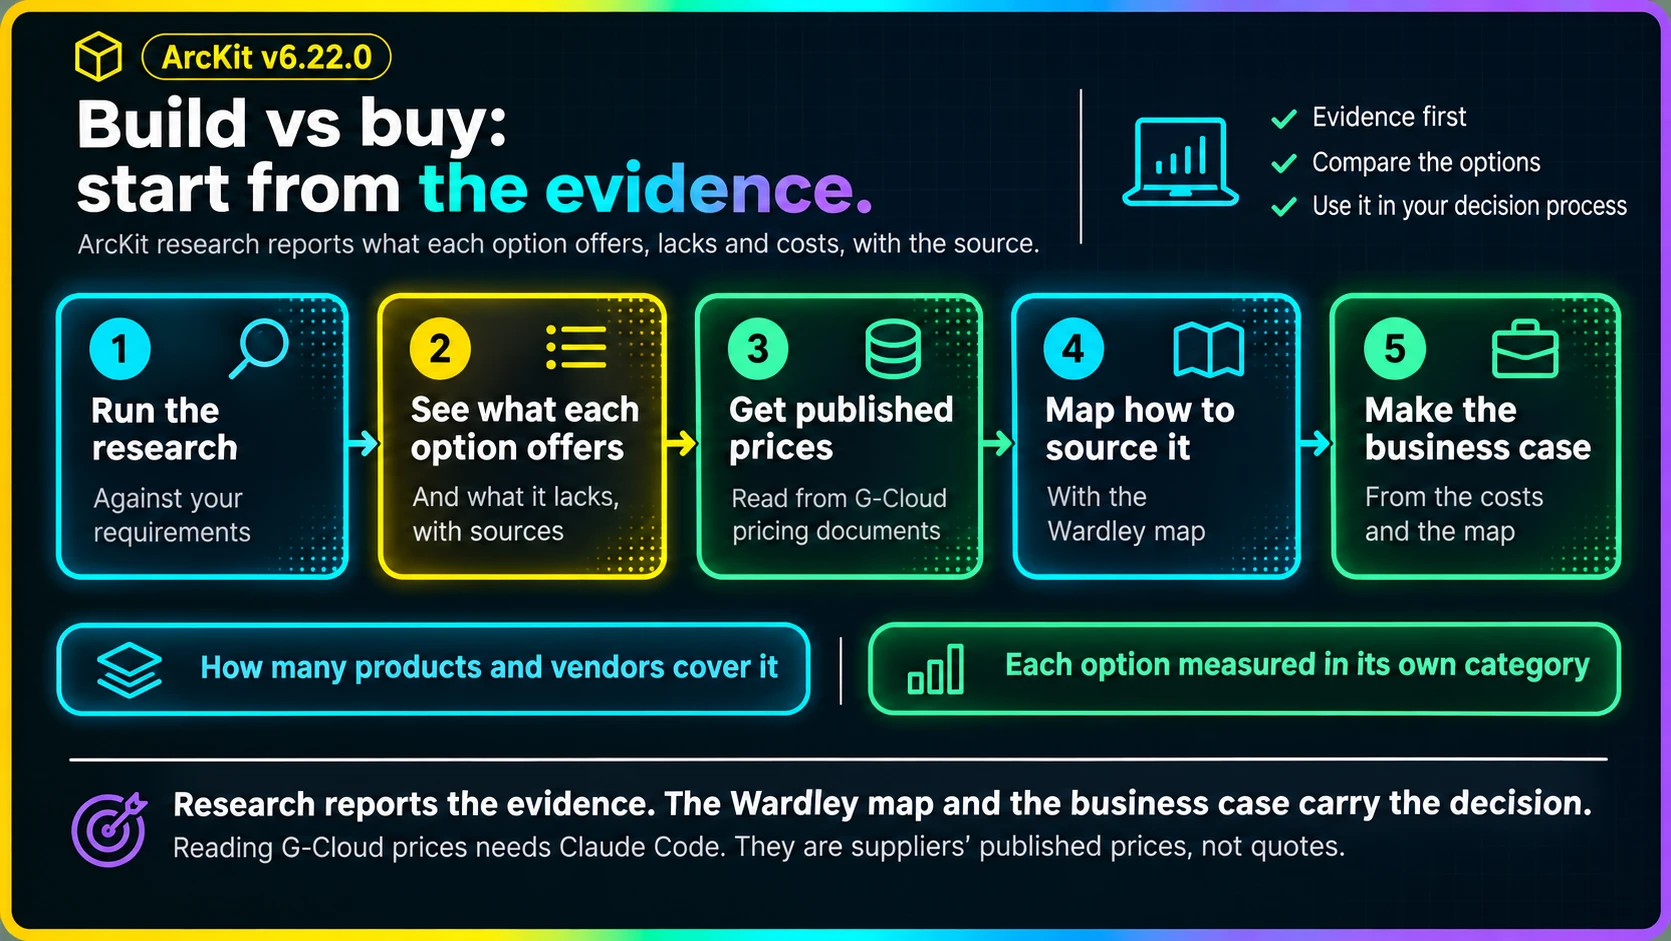 ArcKit v6.22.0
Build vs buy:
start from the evidence.
ArcKit research reports what each option offers, lacks and costs, with the source.
Evidence first
Compare the options
Use it in your decision process
1
Run the
research
Against your
requirements
2
See what each
option offers
And what it lacks,
with sources
3
Get published
prices
Read from G-Cloud
pricing documents
4
Map how to
source it
With the
Wardley map
5
Make the
business case
From the costs
and the map
How many products and vendors cover it
Each option measured in its own category
Research reports the evidence. The Wardley map and the business case carry the decision.
Reading G-Cloud prices needs Claude Code. They are suppliers’ published prices, not quotes.